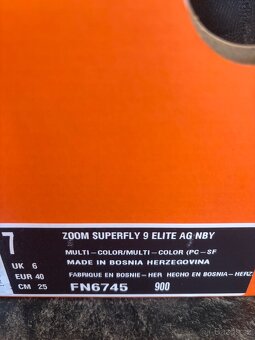 7
ZOOM SUPERFLY 9 ELITE AG NBY
MULTI-COLOR/MULTI-COLOR (PC-SF
UK 6
MADE IN BOSNIA HERZEGOVINA
EUR 40
FABRIQUE EN BOSNIE-HER HECHO EN BOSNIA-HERZ
CM 25
FN6745 900